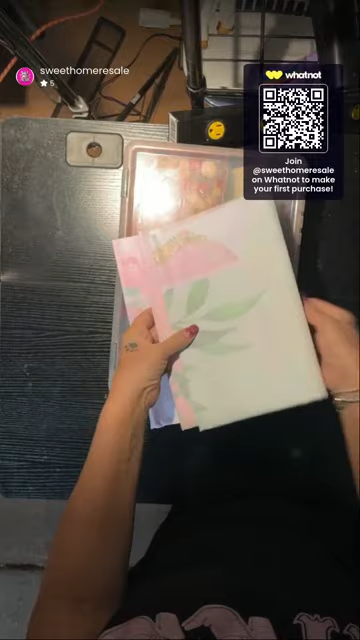 sweethomeresale
★ 5
whatnot
Join
@sweethomeresale
on Whatnot to make
your first purchase!